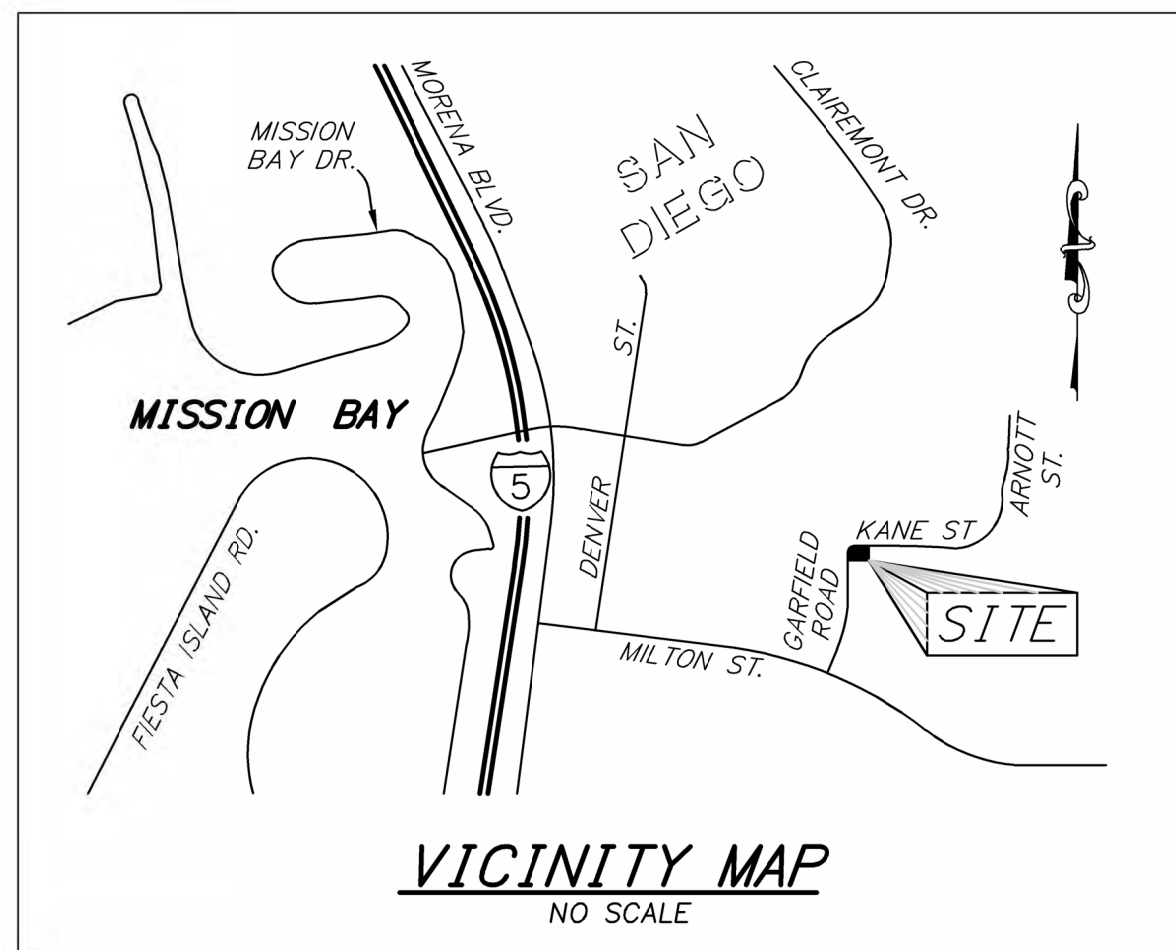 MORENA BLVD.
CLAIREMONT DR.
MISSION
BAY DR.
SAN
DIEGO
ST.
MISSION BAY
5
DENVER
ARNOTT
ST.
KANE ST
GARFIELD
ROAD
SITE
FIESTA ISLAND RD.
MILTON ST.
VICINITY MAP
NO SCALE